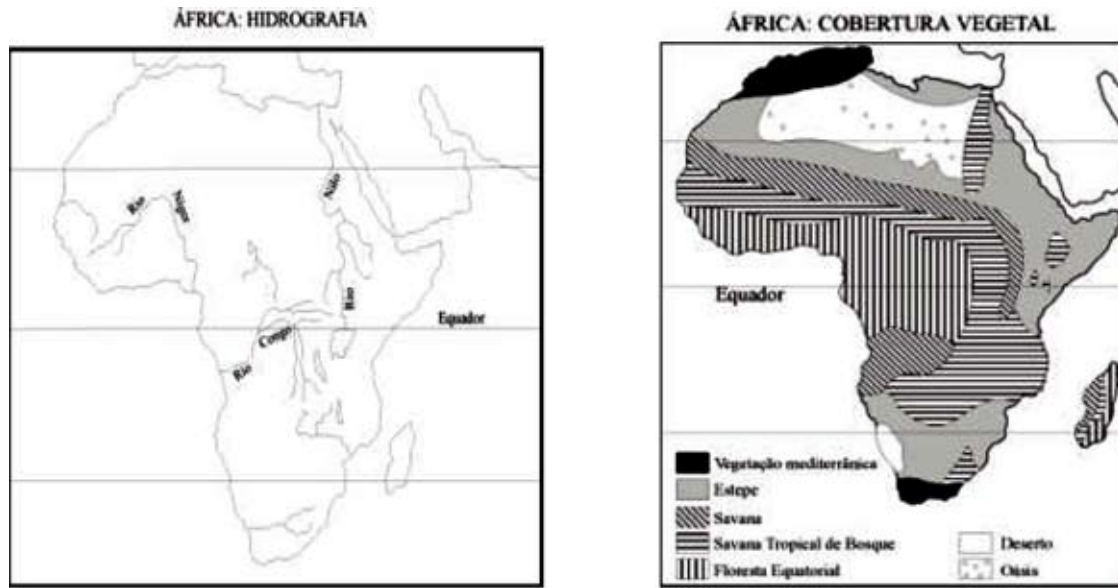 ÁFRICA: HIDROGRAFIA
Rio
Níger
Nilo
Rio
Equador
Congo
Rio
ÁFRICA: COBERTURA VEGETAL
Equador
Vegetação mediterrânica
Estepe
Savana
Savana Tropical de Bosque
Floresta Equatorial
Deserto
Oásis